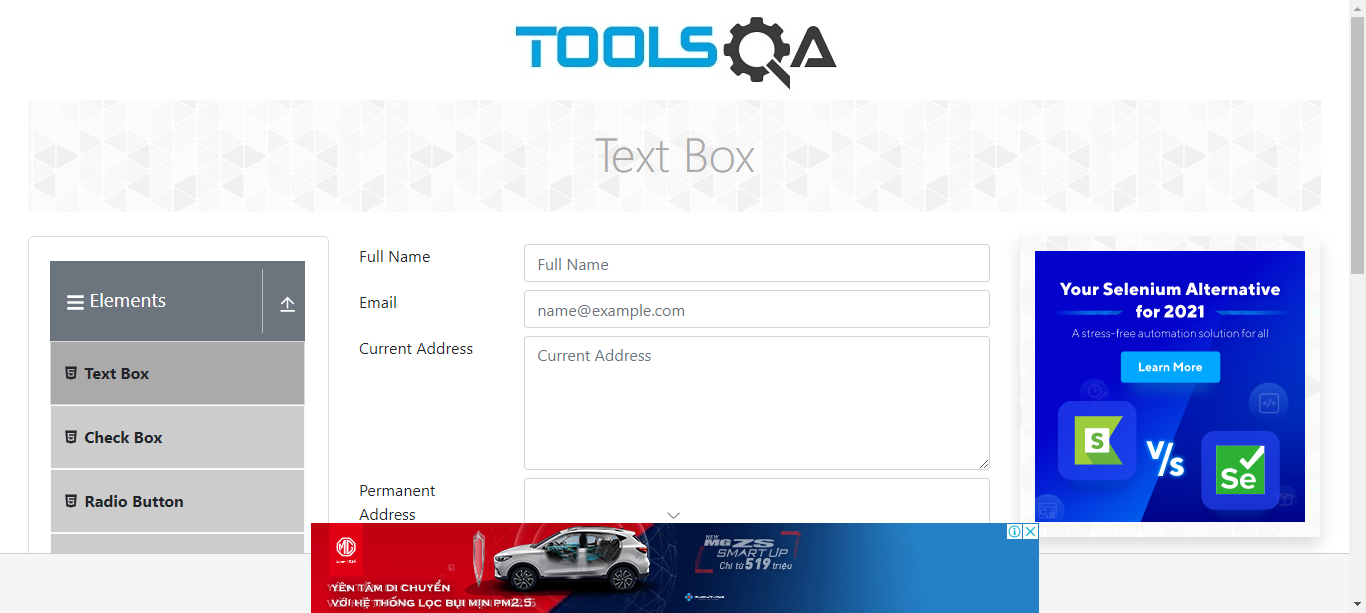 TOOLSQA
Text Box
Elements
Text Box
Check Box
Radio Button
Full Name
Full Name
Email
name@example.com
Current Address
Current Address
Permanent
Address
Your Selenium Alternative
for 2021
A stress-free automation solution for all
Learn More
S
V/s
Se
MG
YÊN TÂM DI CHUYỂN
VỚI HỆ THỐNG LỌC BỤI MỊN PM2.5
NEW MG ZS
SMART UP
Chỉ từ 519 triệu